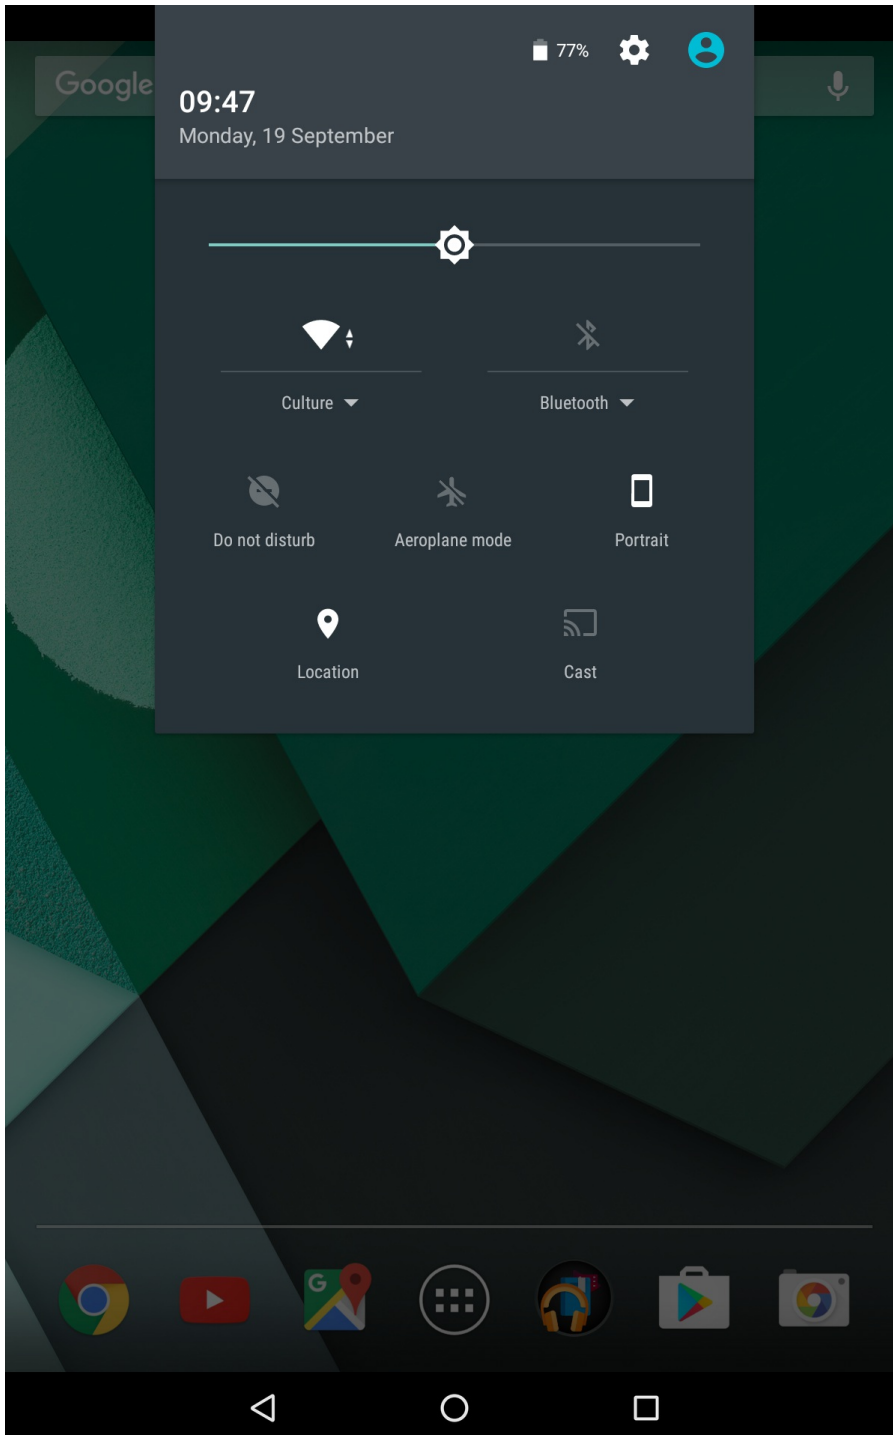 77%
Google
09:47
Monday, 19 September
Culture
Bluetooth
Do not disturb
Aeroplane mode
Portrait
Location
Cast
G